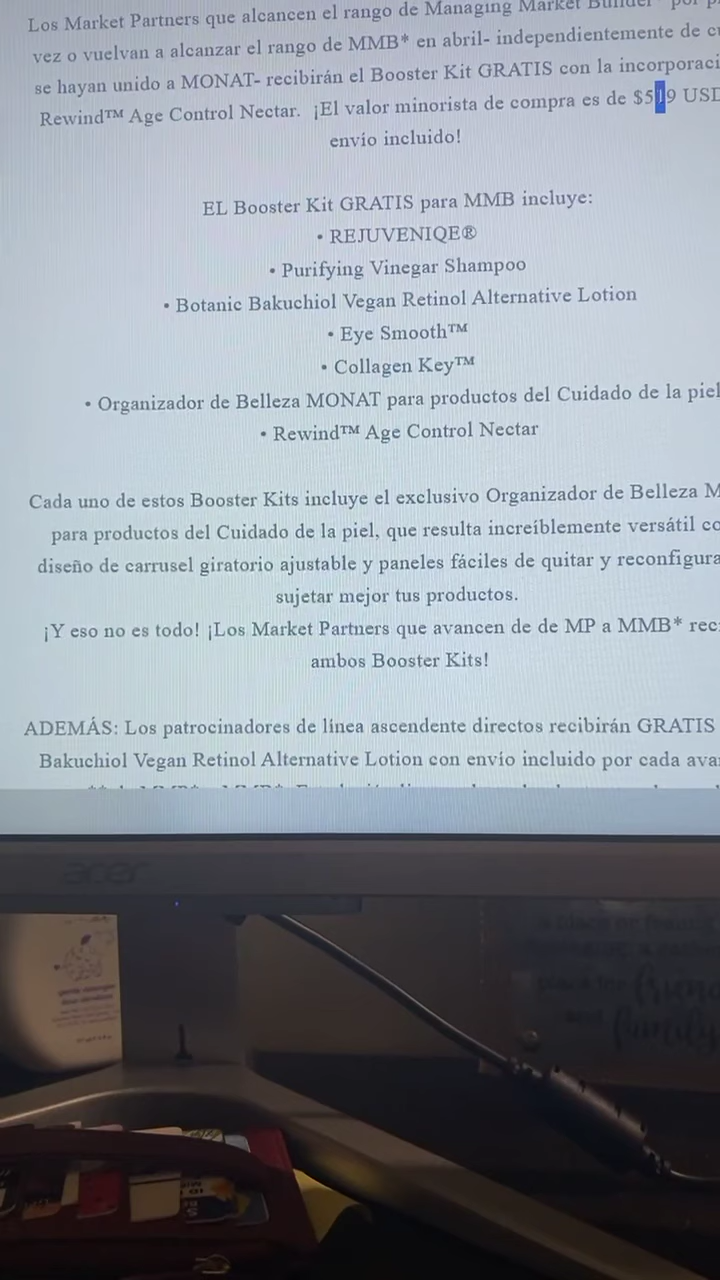 Los Market Partners que alcancen el rango de Managing Market Builder* por
vez o vuelvan a alcanzar el rango de MMB* en abril- independientemente de
se hayan unido a MONAT- recibirán el Booster Kit GRATIS con la
Rewind™ Age Control Nectar. ¡El valor minorista de compra es de $519 USD
envío incluido!
EL Booster Kit GRATIS para MMB incluye:
• REJUVENIQE®
• Purifying Vinegar Shampoo
• Botanic Bakuchiol Vegan Retinol Alternative Lotion
• Eye Smooth™
• Collagen Key™
• Organizador de Belleza MONAT para productos del Cuidado de la piel
• Rewind™ Age Control Nectar
Cada uno de estos Booster Kits incluye el exclusivo Organizador de Belleza M
para productos del Cuidado de la piel, que resulta increíblemente versátil
diseño de carrusel giratorio ajustable y paneles fáciles de quitar y
sujetar mejor tus productos.
¡Y eso no es todo! ¡Los Market Partners que avancen de de MP a MMB*
ambos Booster Kits!
ADEMÁS: Los patrocinadores de línea ascendente directos recibirán GRATIS
Bakuchiol Vegan Retinol Alternative Lotion con envío incluido por cada
acer
and family